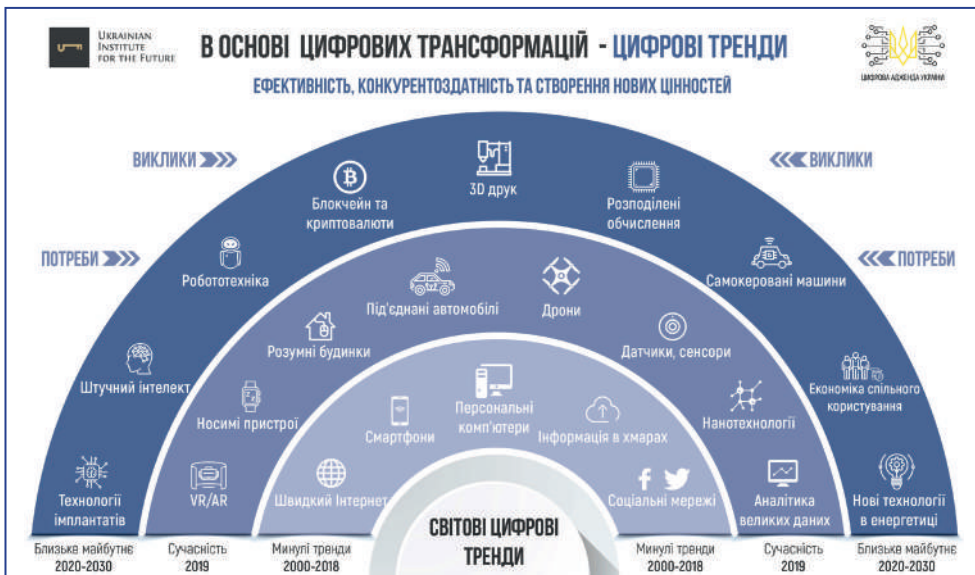 UKRAINIAN
INSTITUTE
FOR THE FUTURE
В ОСНОВІ ЦИФРОВИХ ТРАНСФОРМАЦІЙ - ЦИФРОВІ ТРЕНДИ
ЕФЕКТИВНІСТЬ, КОНКУРЕНТОЗДАТНІСТЬ ТА СТВОРЕННЯ НОВИХ ЦІННОСТЕЙ
ЦИФРОВА АДЖЕНДА УКРАЇНИ
ВИКЛИКИ
ВИКЛИКИ
ПОТРЕБИ
ПОТРЕБИ
Технології
імплантатів
Штучний інтелект
Робототехніка
Блокчейн та
криптовалюти
3D друк
Розподілені
обчислення
Самокеровані машини
Економіка спільного
користування
Нові технології
в енергетиці
VR/AR
Носимі пристрої
Розумні будинки
Під'єднані автомобілі
Дрони
Датчики, сенсори
Нанотехнології
Аналітика
великих даних
Швидкий Інтернет
Смартфони
Персональні
комп'ютери
Інформація в хмарах
Соціальні мережі
СВІТОВІ ЦИФРОВІ
ТРЕНДИ
Близьке майбутнє
2020-2030
Сучасність
2019
Минулі тренди
2000-2018
Минулі тренди
2000-2018
Сучасність
2019
Близьке майбутнє
2020-2030